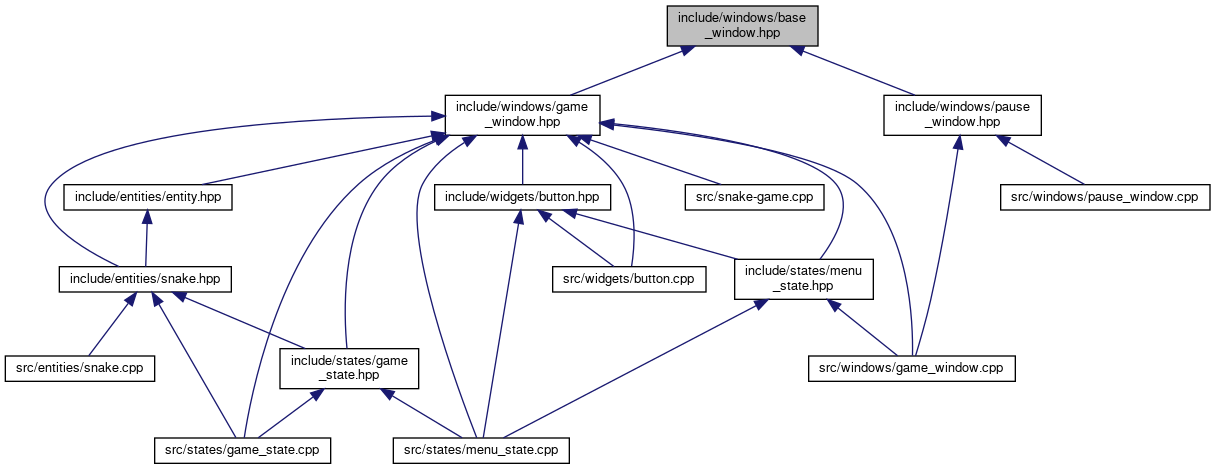 include/windows/base
_window.hpp
include/windows/game
_window.hpp
include/windows/pause
_window.hpp
include/entities/entity.hpp
include/widgets/button.hpp
src/snake-game.cpp
src/windows/pause_window.cpp
include/entities/snake.hpp
src/widgets/button.cpp
include/states/menu
_state.hpp
src/entities/snake.cpp
include/states/game
_state.hpp
src/windows/game_window.cpp
src/states/game_state.cpp
src/states/menu_state.cpp